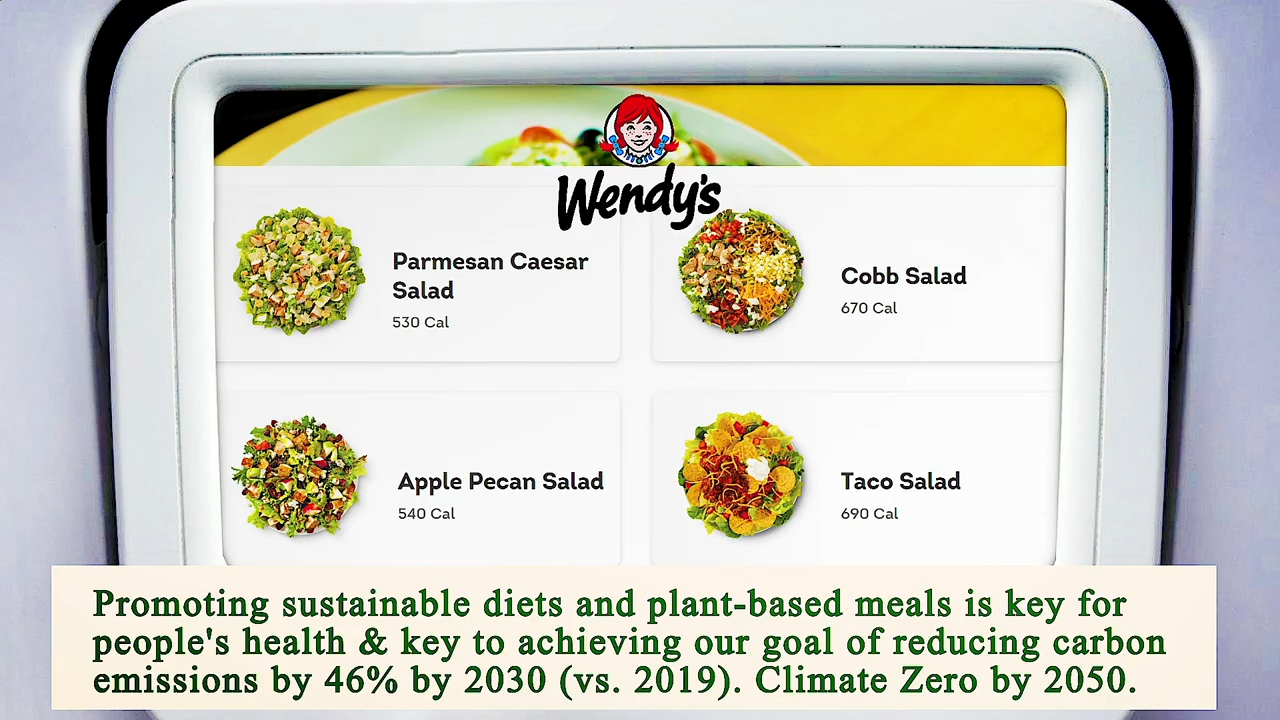 Wendy's
Parmesan Caesar
Salad
530 Cal
Cobb Salad
670 Cal
Apple Pecan Salad
540 Cal
Taco Salad
690 Cal
Promoting sustainable diets and plant-based meals is key for
people's health & key to achieving our goal of reducing carbon
emissions by 46% by 2030 (vs. 2019). Climate Zero by 2050.